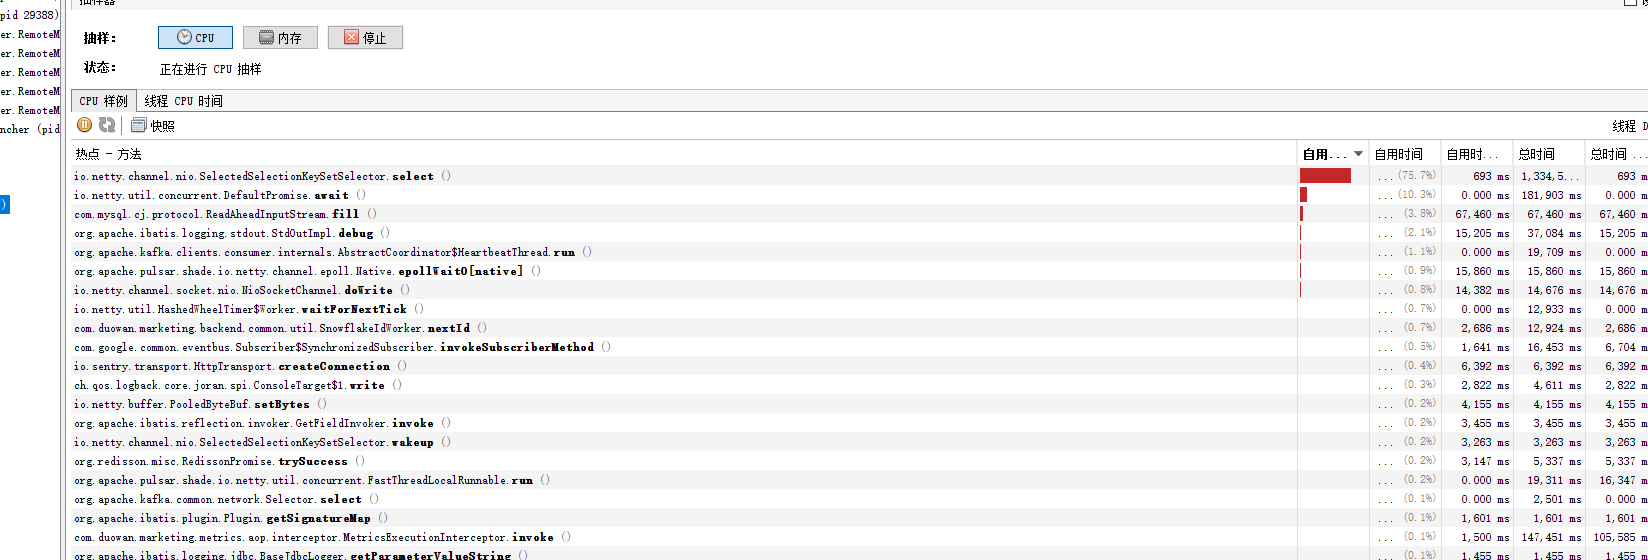 抽样器
pid 29388)
er.RemoteM
er.RemoteM
er.RemoteM
er.RemoteM
er.RemoteM
ncher (pid
)
抽样： CPU 内存 停止
状态： 正在进行 CPU 抽样
CPU 样例 线程 CPU 时间
快照 线程 D
热点 - 方法 自用... 自用时间 自用时... 总时间 总时间 ...
io.netty.channel.nio.SelectedSelectionKeySetSelector.select () ... (75.7%) 693 ms 1,334,5... 693 m
io.netty.util.concurrent.DefaultPromise.await () ... (10.3%) 0.000 ms 181,903 ms 0.000 m
com.mysql.cj.protocol.ReadAheadInputStream.fill () ... (3.8%) 67,460 ms 67,460 ms 67,460 m
org.apache.ibatis.logging.stdout.StdOutImpl.debug () ... (2.1%) 15,205 ms 37,084 ms 15,205 m
org.apache.kafka.clients.consumer.internals.AbstractCoordinator$HeartbeatThread.run () ... (1.1%) 0.000 ms 19,709 ms 0.000 m
org.apache.pulsar.shade.io.netty.channel.epoll.Native.epollWait0[native] () ... (0.9%) 15,860 ms 15,860 ms 15,860 m
io.netty.channel.socket.nio.NioSocketChannel.doWrite () ... (0.8%) 14,382 ms 14,676 ms 14,676 m
io.netty.util.HashedWheelTimer$Worker.waitForNextTick () ... (0.7%) 0.000 ms 12,933 ms 0.000 m
com.duowan.marketing.backend.common.util.SnowflakeIdWorker.nextId () ... (0.7%) 2,686 ms 12,924 ms 2,686 m
com.google.common.eventbus.Subscriber$SynchronizedSubscriber.invokeSubscriberMethod () ... (0.5%) 1,641 ms 16,453 ms 6,704 m
io.sentry.transport.HttpTransport.createConnection () ... (0.4%) 6,392 ms 6,392 ms 6,392 m
ch.qos.logback.core.joran.spi.ConsoleTarget$1.write () ... (0.3%) 2,822 ms 4,611 ms 2,822 m
io.netty.buffer.PooledByteBuf.setBytes () ... (0.2%) 4,155 ms 4,155 ms 4,155 m
org.apache.ibatis.reflection.invoker.GetFieldInvoker.invoke () ... (0.2%) 3,455 ms 3,455 ms 3,455 m
io.netty.channel.nio.SelectedSelectionKeySetSelector.wakeup () ... (0.2%) 3,263 ms 3,263 ms 3,263 m
org.redisson.misc.RedissonPromise.trySuccess () ... (0.2%) 3,147 ms 5,337 ms 5,337 m
org.apache.pulsar.shade.io.netty.util.concurrent.FastThreadLocalRunnable.run () ... (0.2%) 0.000 ms 19,311 ms 16,347 m
org.apache.kafka.common.network.Selector.select () ... (0.1%) 0.000 ms 2,501 ms 0.000 m
org.apache.ibatis.plugin.Plugin.getSignatureMap () ... (0.1%) 1,601 ms 1,601 ms 1,601 m
com.duowan.marketing.metrics.aop.interceptor.MetricsExecutionInterceptor.invoke () ... (0.1%) 1,500 ms 147,451 ms 105,585 m
org.apache.ibatis.logging.jdbc.BaseJdbcLogger.getParameterValueString () ... (0.1%) 1,455 ms 1,455 ms 1,455 m